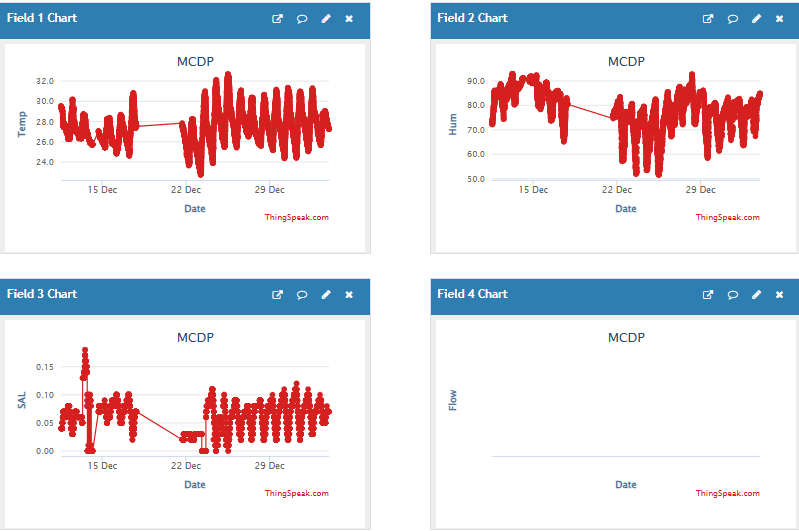 Field 1 Chart
MCDP
Temp
32.0
30.0
28.0
26.0
24.0
15 Dec
22 Dec
29 Dec
Date
ThingSpeak.com
Field 2 Chart
MCDP
Hum
90.0
80.0
70.0
60.0
50.0
15 Dec
22 Dec
29 Dec
Date
ThingSpeak.com
Field 3 Chart
MCDP
SAL
0.15
0.10
0.05
0.00
15 Dec
22 Dec
29 Dec
Date
ThingSpeak.com
Field 4 Chart
MCDP
Flow
Date
ThingSpeak.com